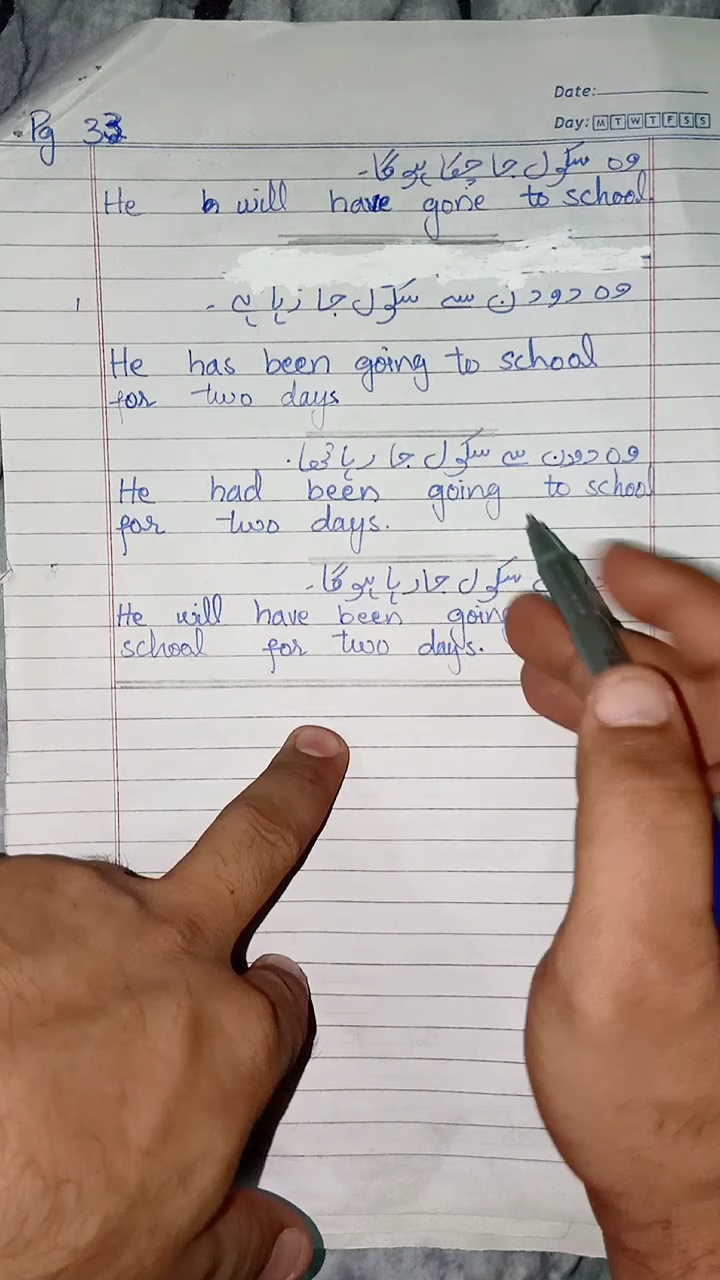 Date:
Day: M T W T F S S
Pg 33
وہ سکول جا چکا ہو گا۔
He will have gone to school
وہ دو دن سے سکول جا رہا ہے۔
He has been going to school
for two days
وہ دو دن سے سکول جا رہا تھا۔
He had been going to school
for two days.
سکول جا رہا ہو گا۔
He will have been going
school for two days.